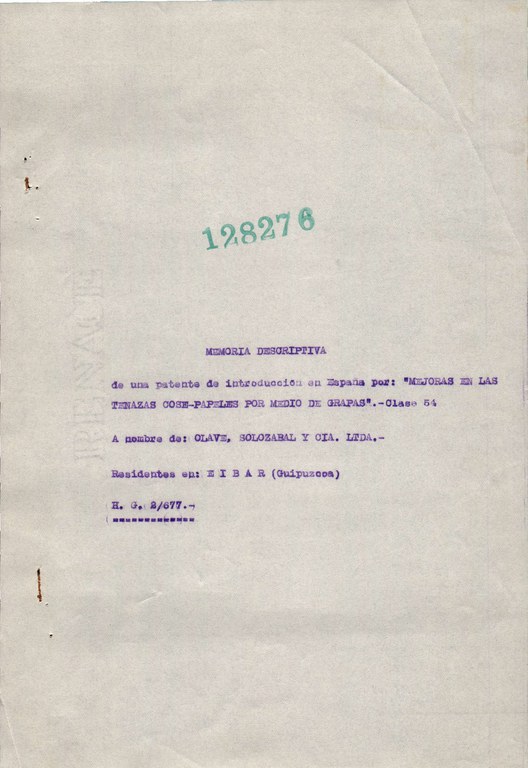 128276
MEMORIA DESCRIPTIVA
de una patente de introducción en España por: "MEJORAS EN LAS
TENAZAS COSE-PAPELES POR MEDIO DE GRAPAS".-Clase 54
A nombre de: OLAVE, SOLOZABAL Y CIA. LTDA.-
Residentes en: E I B A R (Guipuzcoa)
H. G. 2/677.-